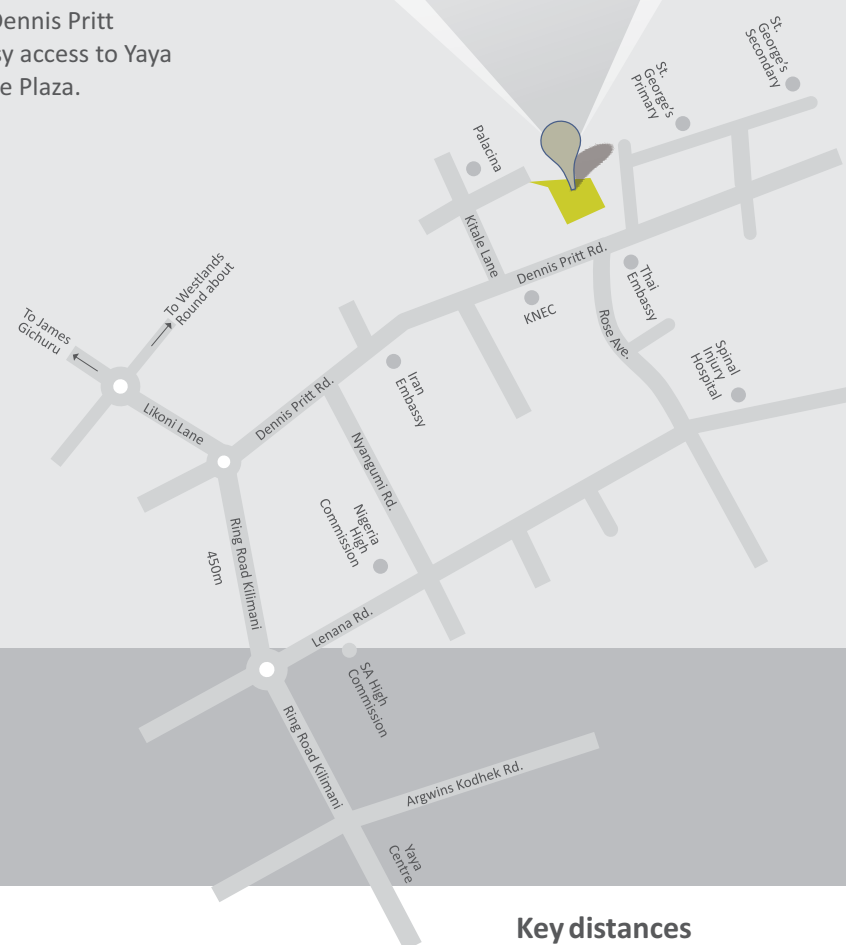 Dennis Pritt
sy access to Yaya
e Plaza.
St.
George's
Secondary
St.
George's
Primary
Palacina
Kitale Lane
Dennis Pritt Rd.
Thai
Embassy
KNEC
Rose Ave.
To Westlands
Round about
To James
Gichuru
Spinal
Injury
Hospital
Iran
Embassy
Dennis Pritt Rd.
Likoni Lane
Nyangumi Rd.
Nigeria
High
Commission
Ring Road Kilimani
450m
Lenana Rd.
SA High
Commission
Ring Road Kilimani
Argwins Kodhek Rd.
Yaya
Centre
Key distances